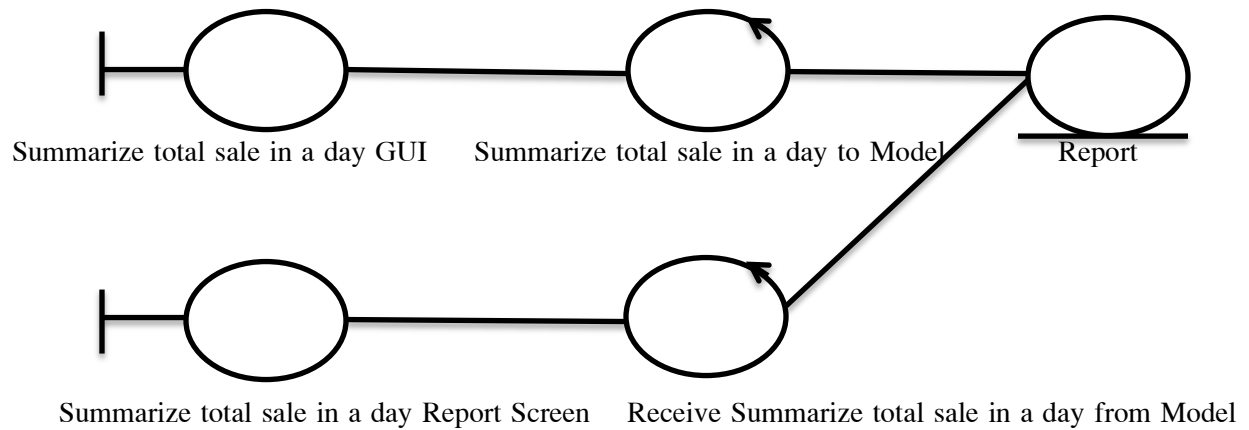 Summarize total sale in a day GUI
Summarize total sale in a day to Model
Report
Summarize total sale in a day Report Screen
Receive Summarize total sale in a day from Model